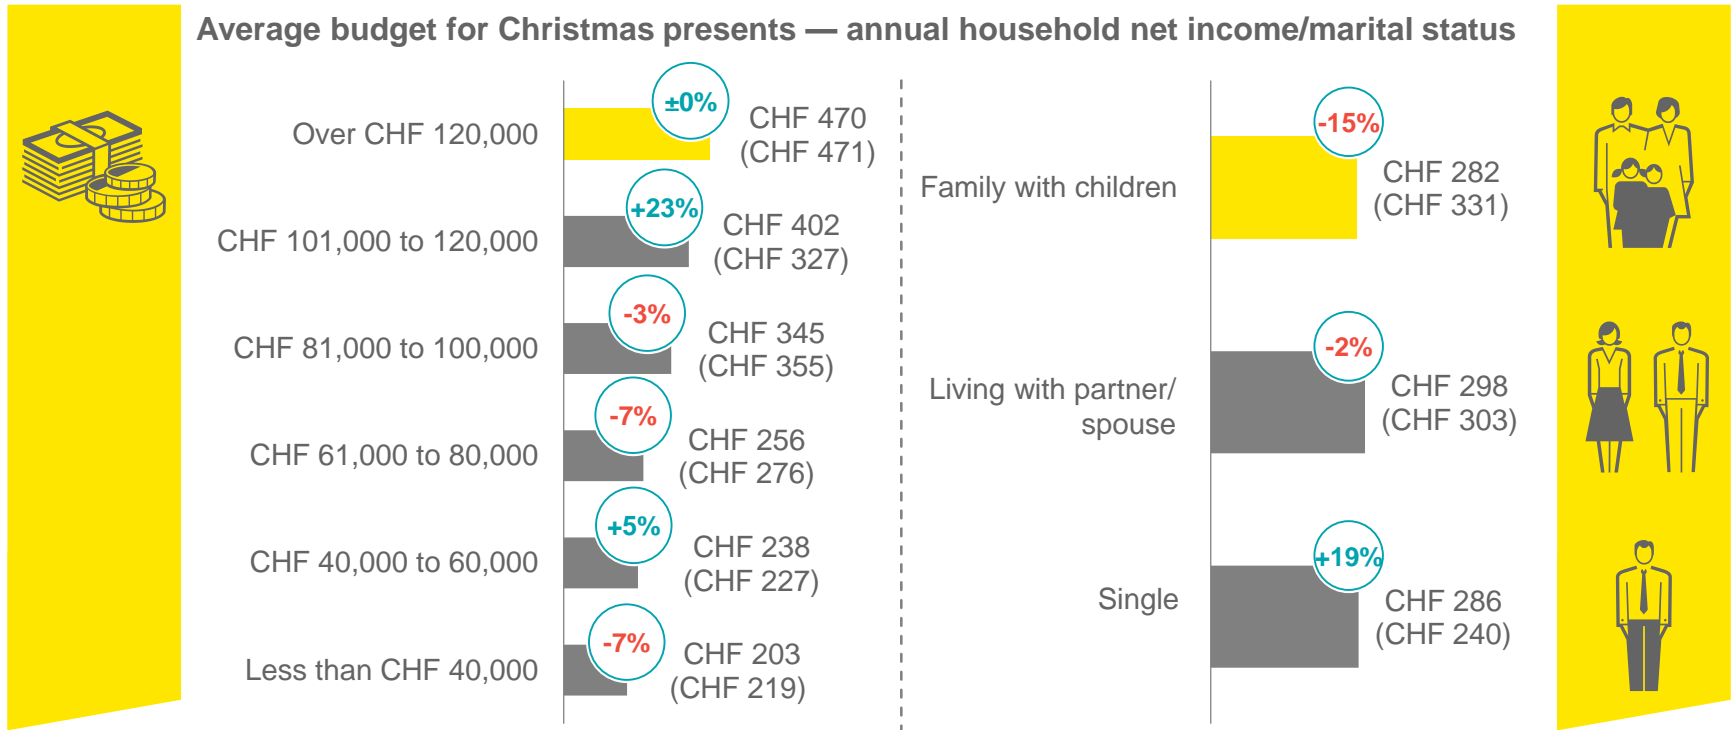 Average budget for Christmas presents — annual household net income/marital status
Over CHF 120,000
±0%
CHF 470
(CHF 471)
CHF 101,000 to 120,000
+23%
CHF 402
(CHF 327)
CHF 81,000 to 100,000
-3%
CHF 345
(CHF 355)
CHF 61,000 to 80,000
-7%
CHF 256
(CHF 276)
CHF 40,000 to 60,000
+5%
CHF 238
(CHF 227)
Less than CHF 40,000
-7%
CHF 203
(CHF 219)
Family with children
-15%
CHF 282
(CHF 331)
Living with partner/
spouse
-2%
CHF 298
(CHF 303)
Single
+19%
CHF 286
(CHF 240)